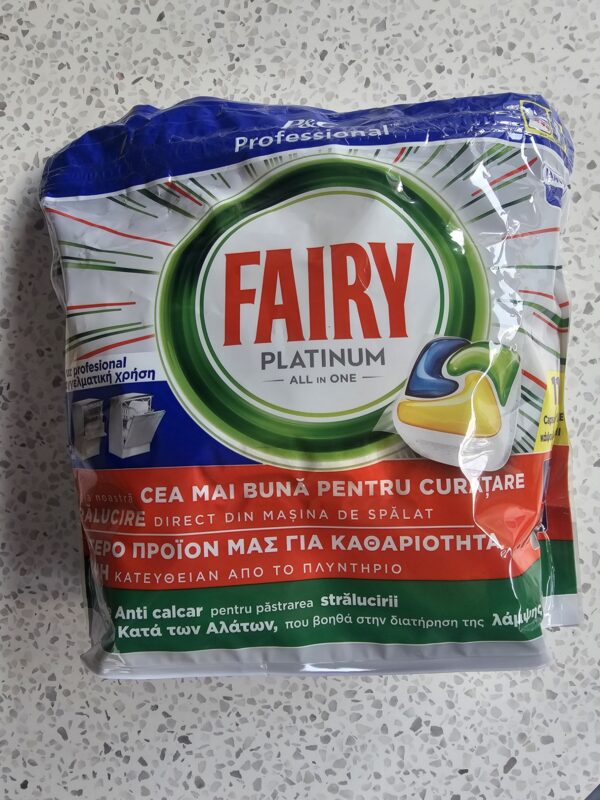 P&G
Professional
FAIRY
PLATINUM
ALL IN ONE
profesional
χρήση
noastră CEA MAI BUNĂ PENTRU CURĂȚARE
DIRECT DIN MAȘINA DE SPĂLAT
ΠΡΟΪΟΝ ΜΑΣ ΓΙΑ ΚΑΘΑΡΙΟΤΗΤΑ
ΚΑΤΕΥΘΕΙΑΝ ΑΠΟ ΤΟ ΠΛΥΝΤΗΡΙΟ
Anti calcar pentru păstrarea strălucirii
Κατά των Αλάτων, που βοηθά στην διατήρηση της λάμψης